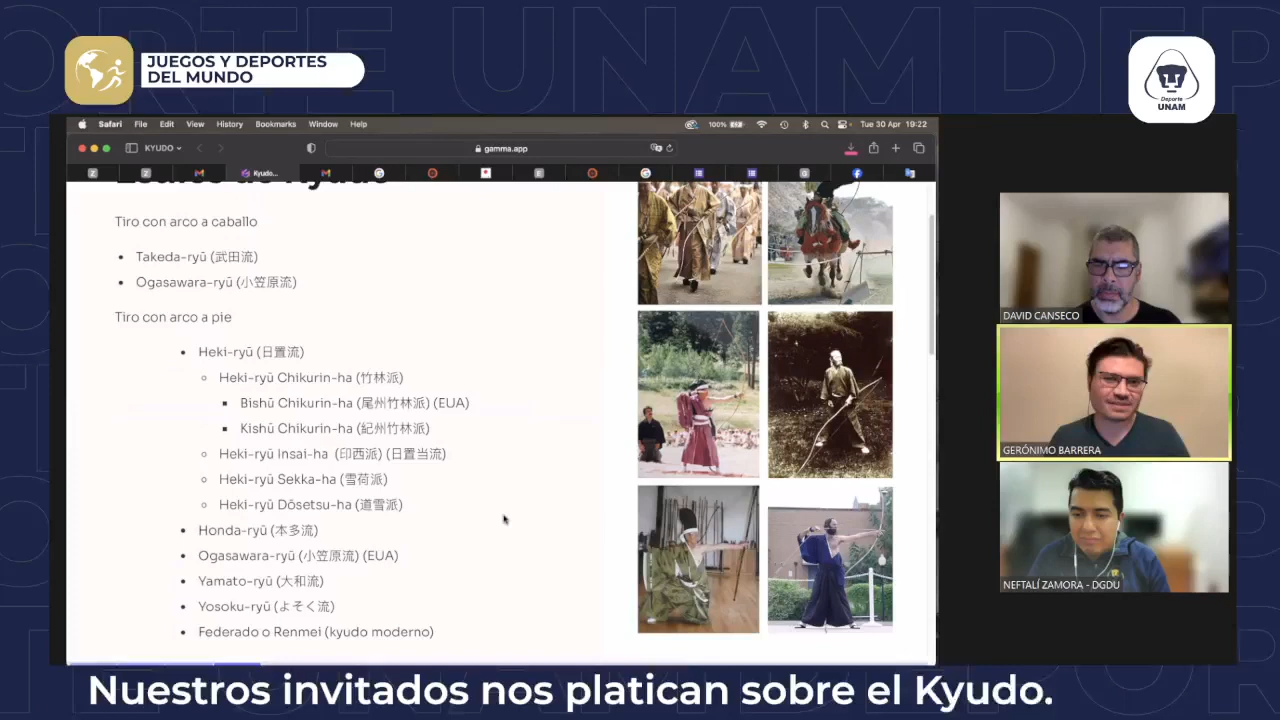 JUEGOS Y DEPORTES
DEL MUNDO
Deporte
UNAM
Safari File Edit View History Bookmarks Window Help
100% Tue 30 Apr 19:22
KYUDO
gamma.app
Kyudo...
Tiro con arco a caballo
• Takeda-ryū (武田流)
• Ogasawara-ryū (小笠原流)
Tiro con arco a pie
• Heki-ryū (日置流)
○ Heki-ryū Chikurin-ha (竹林派)
▪ Bishū Chikurin-ha (尾州竹林派) (EUA)
▪ Kishū Chikurin-ha (紀州竹林派)
○ Heki-ryū Insai-ha (印西派) (日置当流)
○ Heki-ryū Sekka-ha (雪荷派)
○ Heki-ryū Dōsetsu-ha (道雪派)
• Honda-ryū (本多流)
• Ogasawara-ryū (小笠原流) (EUA)
• Yamato-ryū (大和流)
• Yosoku-ryū (よそく流)
• Federado o Renmei (kyudo moderno)
DAVID CANSECO
GERÓNIMO BARRERA
NEFTALÍ ZAMORA - DGDU
Nuestros invitados nos platican sobre el Kyudo.